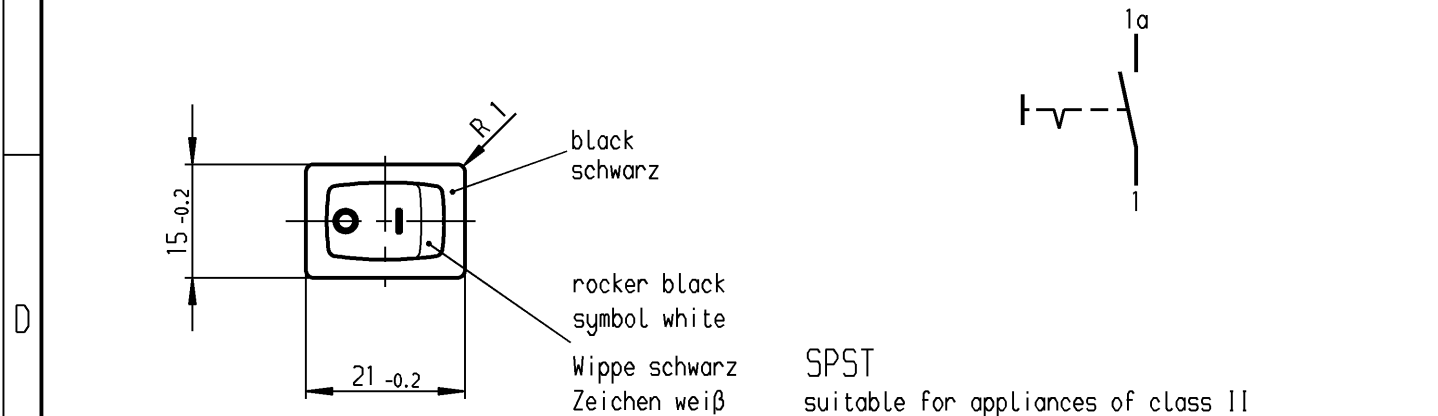 1a
R 1
black
schwarz
15 -0.2
1
rocker black
symbol white
D
Wippe schwarz
Zeichen weiβ
21 -0.2
SPST
suitable for appliances of class II